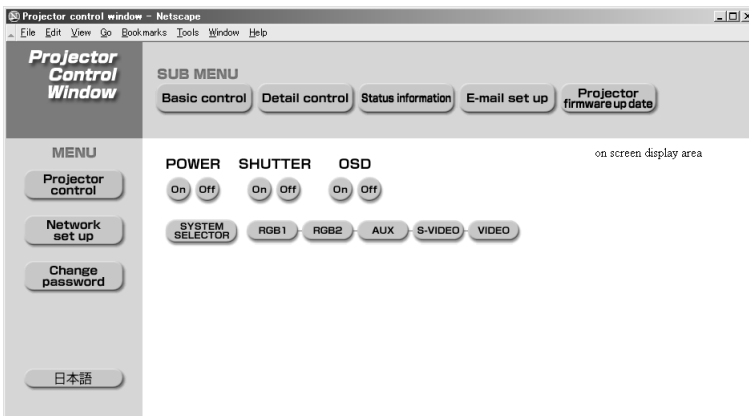 Projector control window - Netscape
File Edit View Go Bookmarks Tools Window Help
Projector
Control
Window
SUB MENU
Basic control Detail control Status information E-mail set up Projector
firmware up date
MENU
Projector
control
Network
set up
Change
password
日本語
POWER SHUTTER OSD
On Off On Off On Off
SYSTEM
SELECTOR RGB1 RGB2 AUX S-VIDEO VIDEO
on screen display area